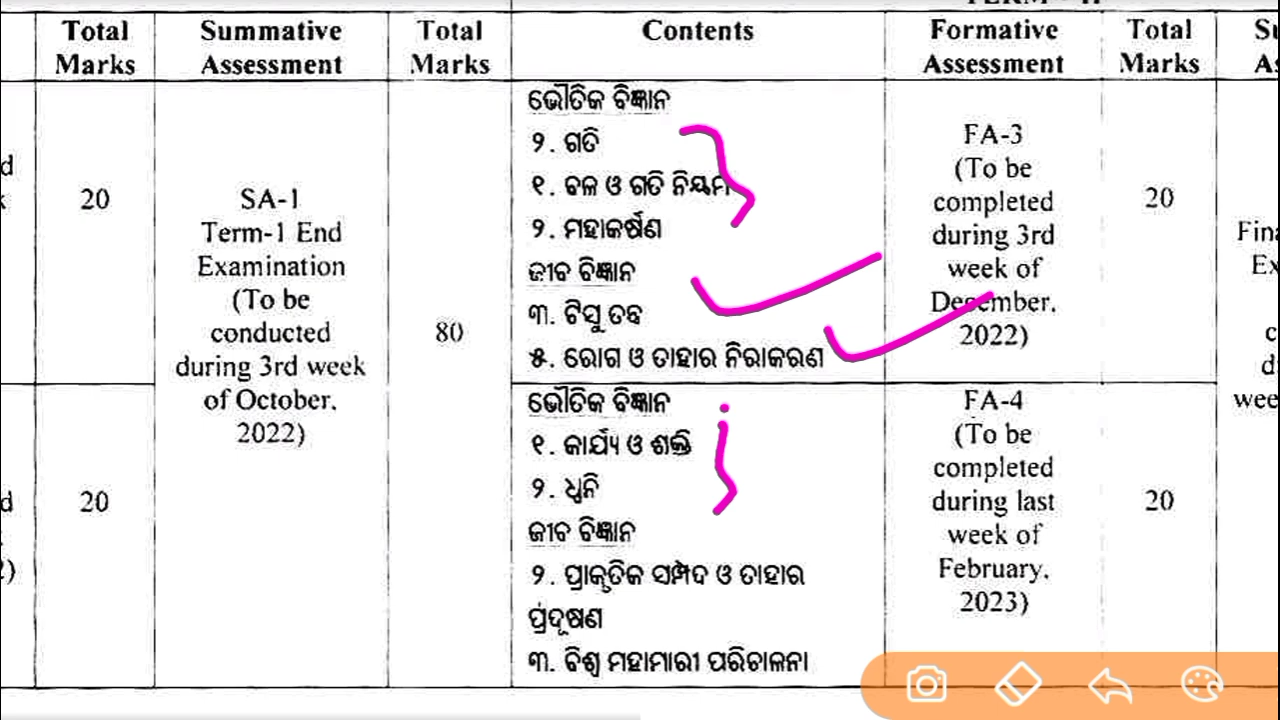 Total Marks
Summative Assessment
Total Marks
Contents
Formative Assessment
Total Marks
20
SA-1
Term-1 End
Examination
(To be
conducted
during 3rd week
of October.
2022)
80
ଭୌତିକ ବିଜ୍ଞାନ
୨. ଗତି
୧. ବଳ ଓ ଗତି ନିୟମ
୨. ମହାକର୍ଷଣ
ଜୀବ ବିଜ୍ଞାନ
୩. ଟିସୁ ତନ୍ତ୍ର
୫. ରୋଗ ଓ ତାହାର ନିରାକରଣ
FA-3
(To be
completed
during 3rd
week of
December.
2022)
20
20
ଭୌତିକ ବିଜ୍ଞାନ
୧. କାର୍ଯ୍ୟ ଓ ଶକ୍ତି
୨. ଧ୍ୱନି
ଜୀବ ବିଜ୍ଞାନ
୨. ପ୍ରାକୃତିକ ସମ୍ପଦ ଓ ତାହାର
ପ୍ରଦୂଷଣ
୩. ବିଶ୍ୱ ମହାମାରୀ ପରିଚାଳନା
FA-4
(To be
completed
during last
week of
February.
2023)
20